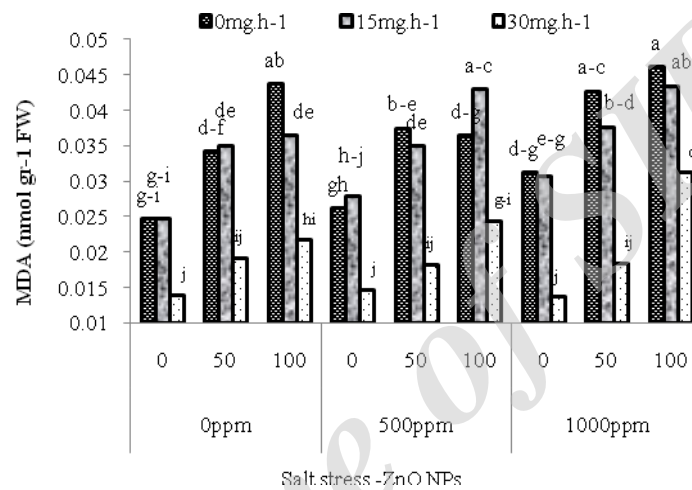 0mg.h-1 15mg.h-1 30mg.h-1
0.05
0.045
0.04
0.035
0.03
0.025
0.02
0.015
0.01
MDA (nmol gr-1 FW)
g-i g-i j
d-f de ij
ab de hi
gh h-j j
b-e de ij
d-g a-c g-i
d-g e-g j
a-c b-d ij
a ab
0 50 100 0 50 100 0 50 100
0ppm 500ppm 1000ppm
Salt stress -ZnO NPs